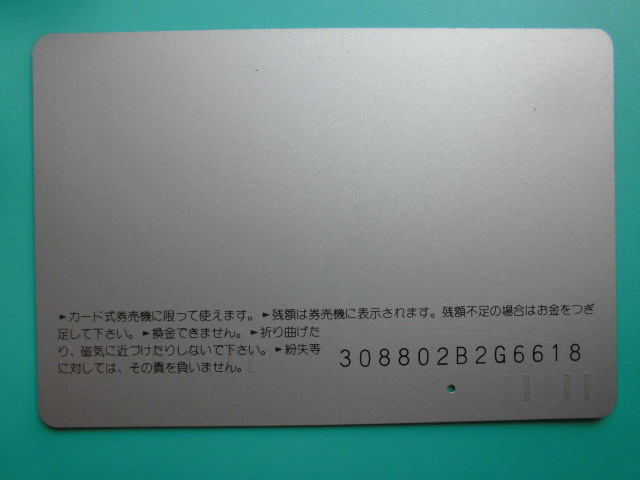 ►カード式券売機に限って使えます。►残額は券売機に表示されます。残額不足の場合はお金をつぎ
足して下さい。►換金できません。►折り曲げた
り、磁気に近づけたりしないで下さい。►紛失等
に対しては、その責を負いません。
308802B2G6618